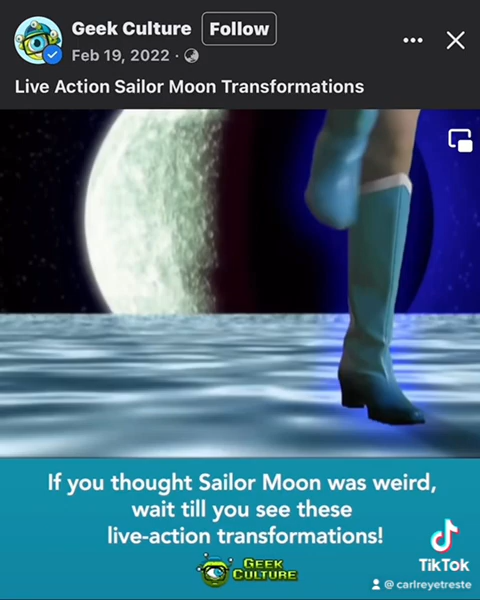 Geek Culture
Follow
Feb 19, 2022 ·
Live Action Sailor Moon Transformations
If you thought Sailor Moon was weird,
wait till you see these
live-action transformations!
GEEK
CULTURE
TikTok
@ carlreyetreste